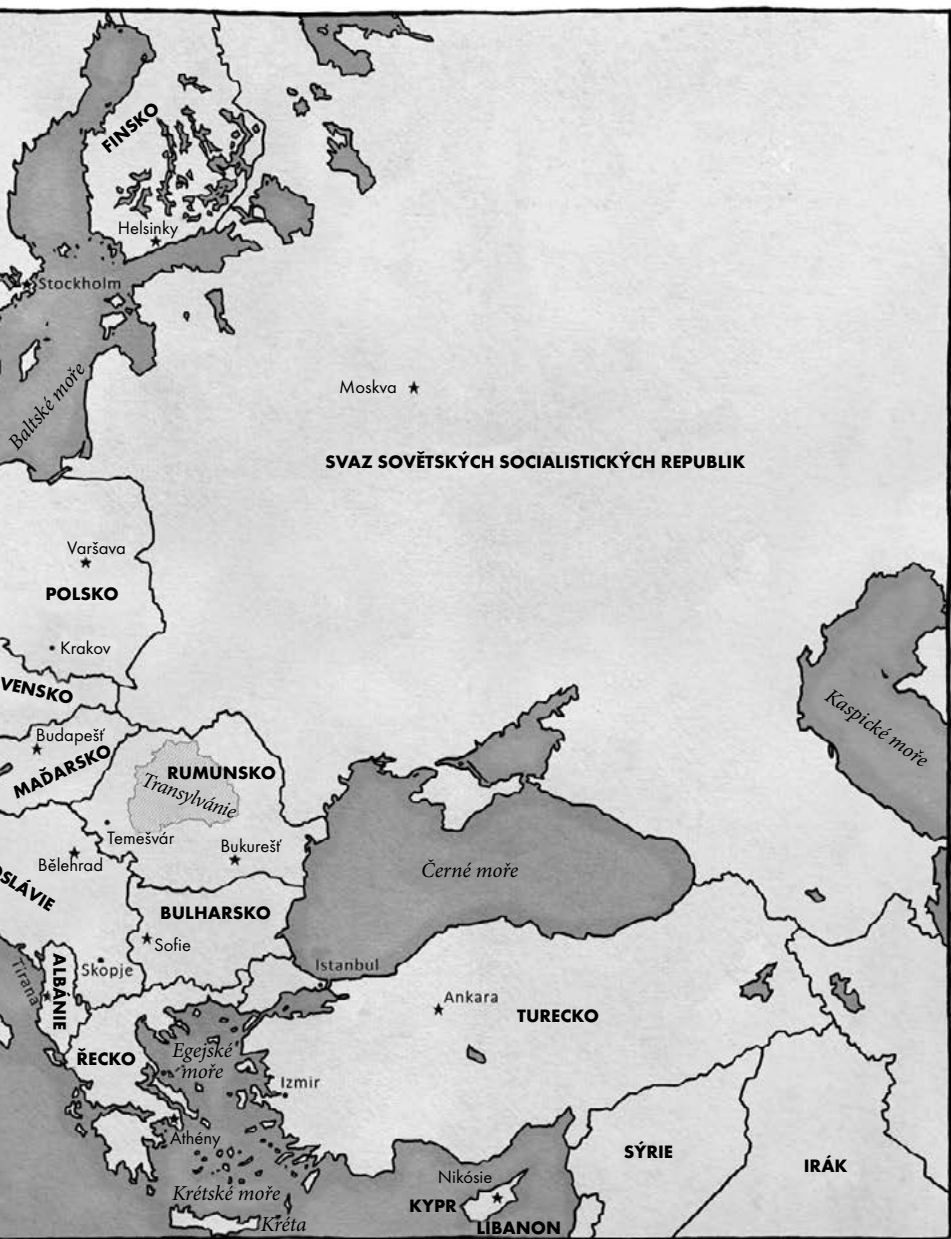 FINSKO
Helsinky
Stockholm
Baltské moře
Moskva
SVAZ SOVĚTSKÝCH SOCIALISTICKÝCH REPUBLIK
Varšava
POLSKO
Krakov
VENSKO
Kaspické moře
Budapešť
MAĎARSKO
RUMUNSKO
Transylvánie
Temešvár
Bukurešť
Bělehrad
OSLÁVIE
Černé moře
BULHARSKO
Sofie
ALBÁNIE
Tirana
Skopje
Istanbul
Ankara
TURECKO
ŘECKO
Egejské
moře
Izmir
Athény
SÝRIE
IRÁK
Nikósie
KYPR
LIBANON
Krétské moře
Kréta